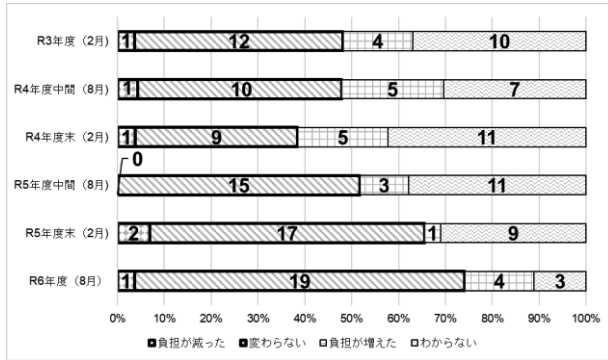 R3年度（2月) 1 12 4 10
R4年度中間（8月） 1 10 5 7
R4年度末（2月） 1 9 5 11
0
R5年度中間（8月） 15 3 11
R5年度末（2月） 2 17 1 9
R6年度（8月） 1 19 4 3
0% 10% 20% 30% 40% 50% 60% 70% 80% 90% 100%
負担が減った 変わらない 負担が増えた わからない